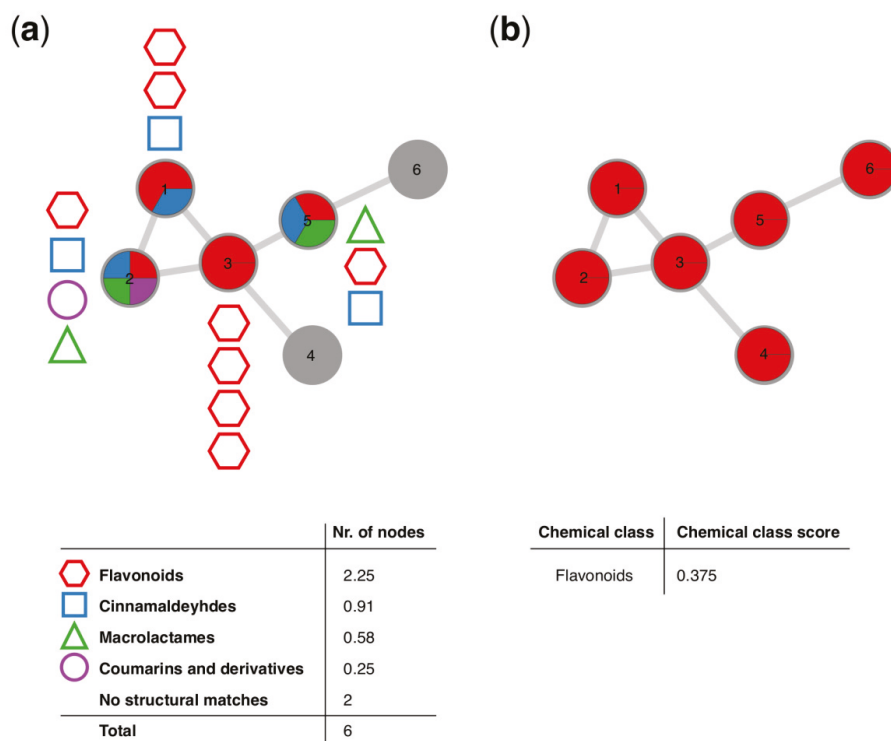 (a)
(b)
1
2
3
4
5
6
1
2
3
4
5
6
Nr. of nodes
Flavonoids 2.25
Cinnamaldeyhdes 0.91
Macrolactames 0.58
Coumarins and derivatives 0.25
No structural matches 2
Total 6
Chemical class Chemical class score
Flavonoids 0.375